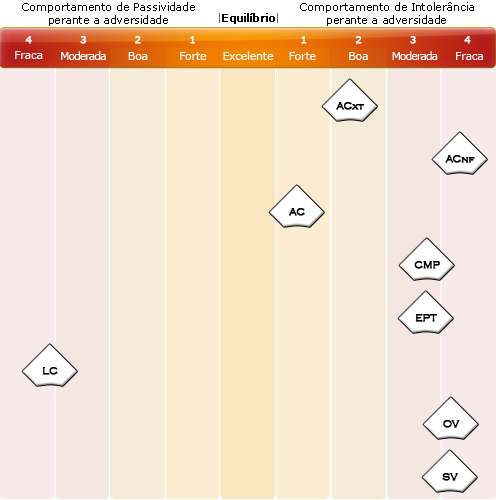 Comportamento de Passividade
perante a adversidade
|Equilíbrio|
Comportamento de Intolerância
perante a adversidade
4 3 2 1 1 2 3 4
Fraca Moderada Boa Forte Excelente Forte Boa Moderada Fraca
ACXT
ACNF
AC
CMP
EPT
LC
OV
SV